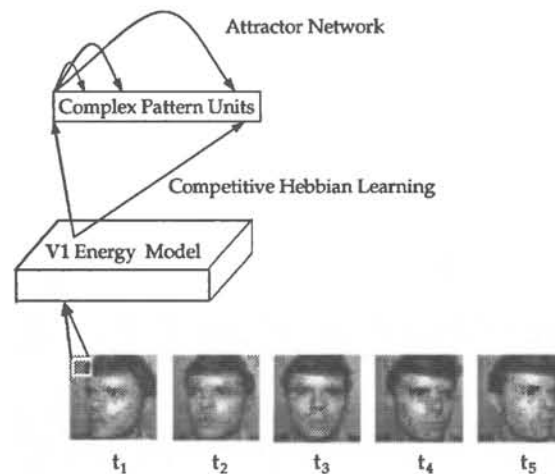 Attractor Network
Complex Pattern Units
Competitive Hebbian Learning
V1 Energy Model
t1 t2 t3 t4 t5